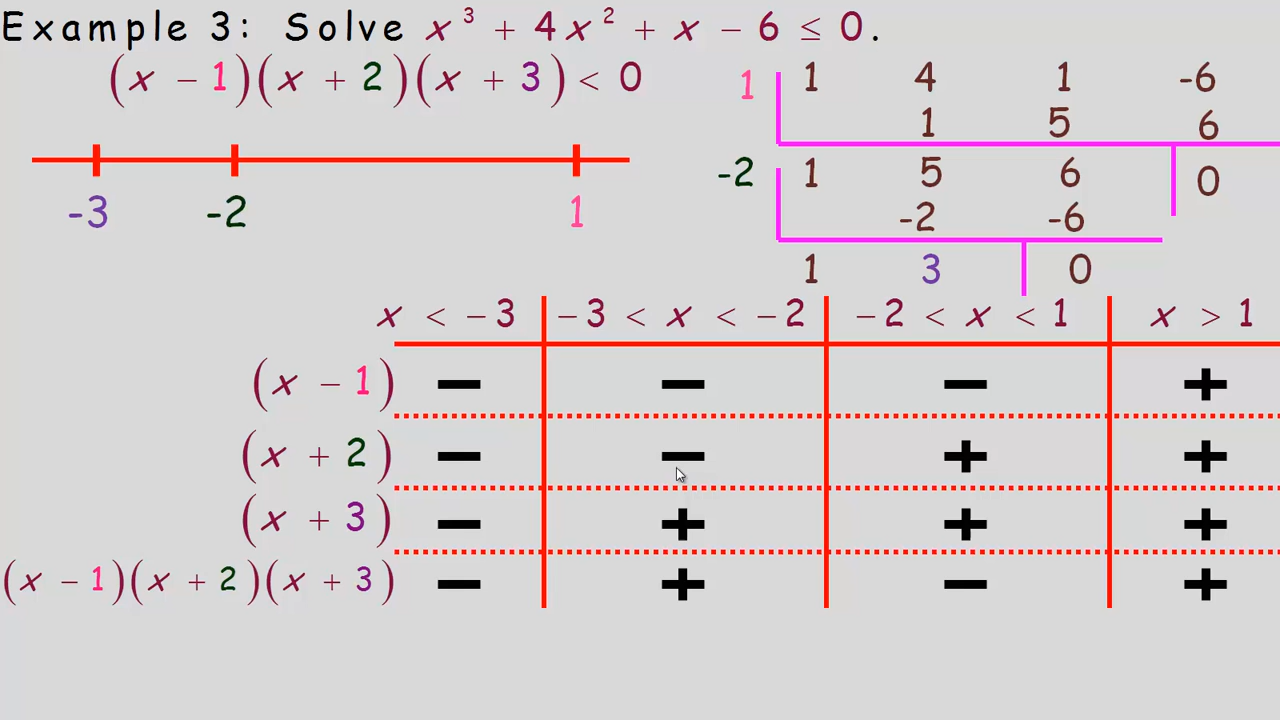 Example 3: Solve x³ + 4x² + x − 6 ≤ 0.
(x − 1)(x + 2)(x + 3) < 0
1 1 4 1 -6
1 5 6
-2 1 5 6 0
-2 -6
1 3 0
-3 -2 1
x < −3 −3 < x < −2 −2 < x < 1 x > 1
(x − 1) − − − +
(x + 2) − − + +
(x + 3) − + + +
(x − 1)(x + 2)(x + 3) − + − +